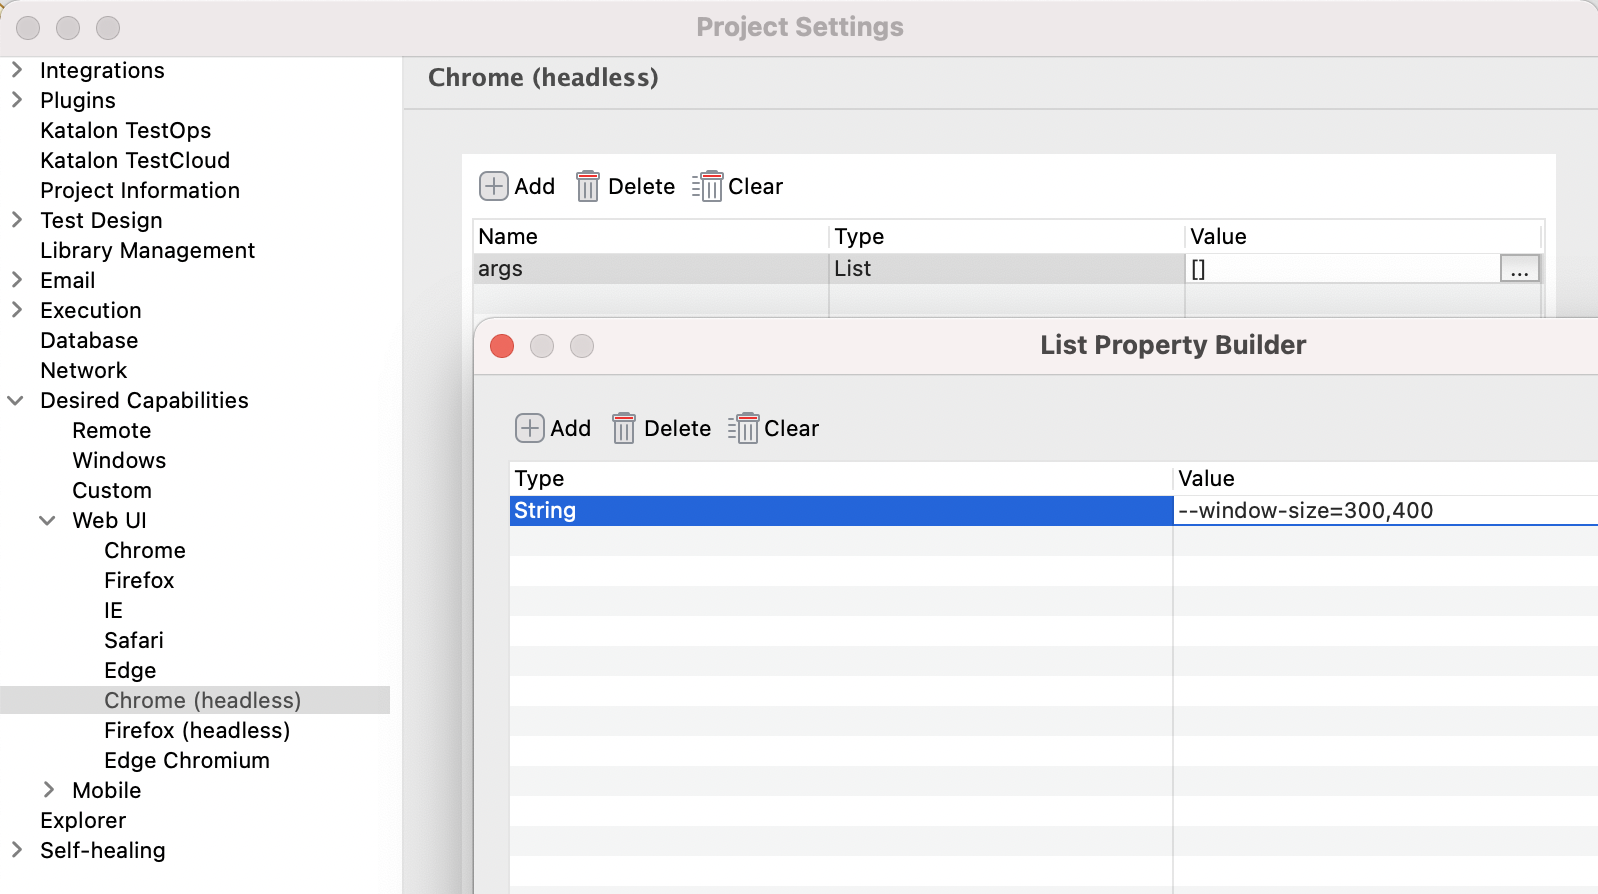 Project Settings
Integrations
Plugins
Katalon TestOps
Katalon TestCloud
Project Information
Test Design
Library Management
Email
Execution
Database
Network
Desired Capabilities
Remote
Windows
Custom
Web UI
Chrome
Firefox
IE
Safari
Edge
Chrome (headless)
Firefox (headless)
Edge Chromium
Mobile
Explorer
Self-healing
Chrome (headless)
Add Delete Clear
Name Type Value
args List [] ...
List Property Builder
Add Delete Clear
Type Value
String --window-size=300,400